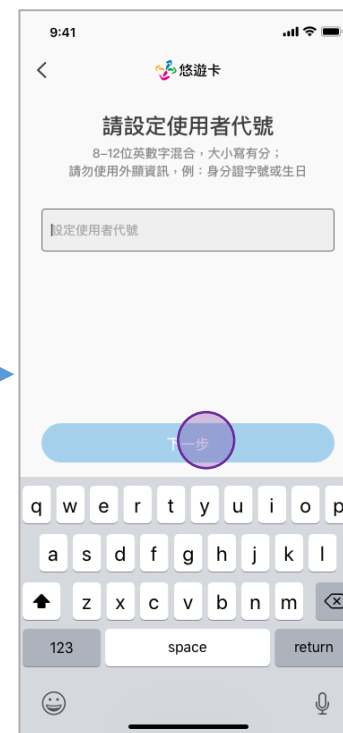 9:41
悠遊卡
請設定使用者代號
8–12位英數字混合，大小寫有分；
請勿使用外顯資訊，例：身分證字號或生日
設定使用者代號
下一步
q w e r t y u i o p
a s d f g h j k l
z x c v b n m
123 space return